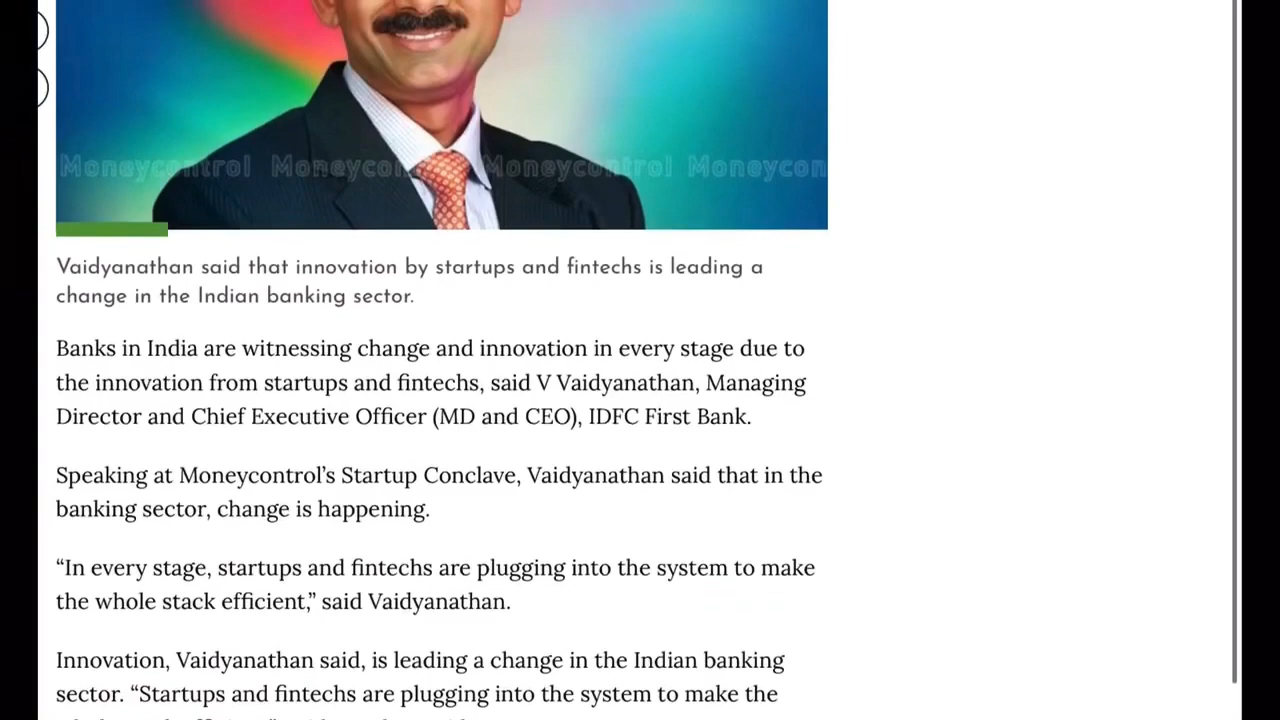 Moneycontrol Moneycon Moneycontrol Moneycon
Vaidyanathan said that innovation by startups and fintechs is leading a
change in the Indian banking sector.
Banks in India are witnessing change and innovation in every stage due to
the innovation from startups and fintechs, said V Vaidyanathan, Managing
Director and Chief Executive Officer (MD and CEO), IDFC First Bank.
Speaking at Moneycontrol’s Startup Conclave, Vaidyanathan said that in the
banking sector, change is happening.
“In every stage, startups and fintechs are plugging into the system to make
the whole stack efficient,” said Vaidyanathan.
Innovation, Vaidyanathan said, is leading a change in the Indian banking
sector. “Startups and fintechs are plugging into the system to make the